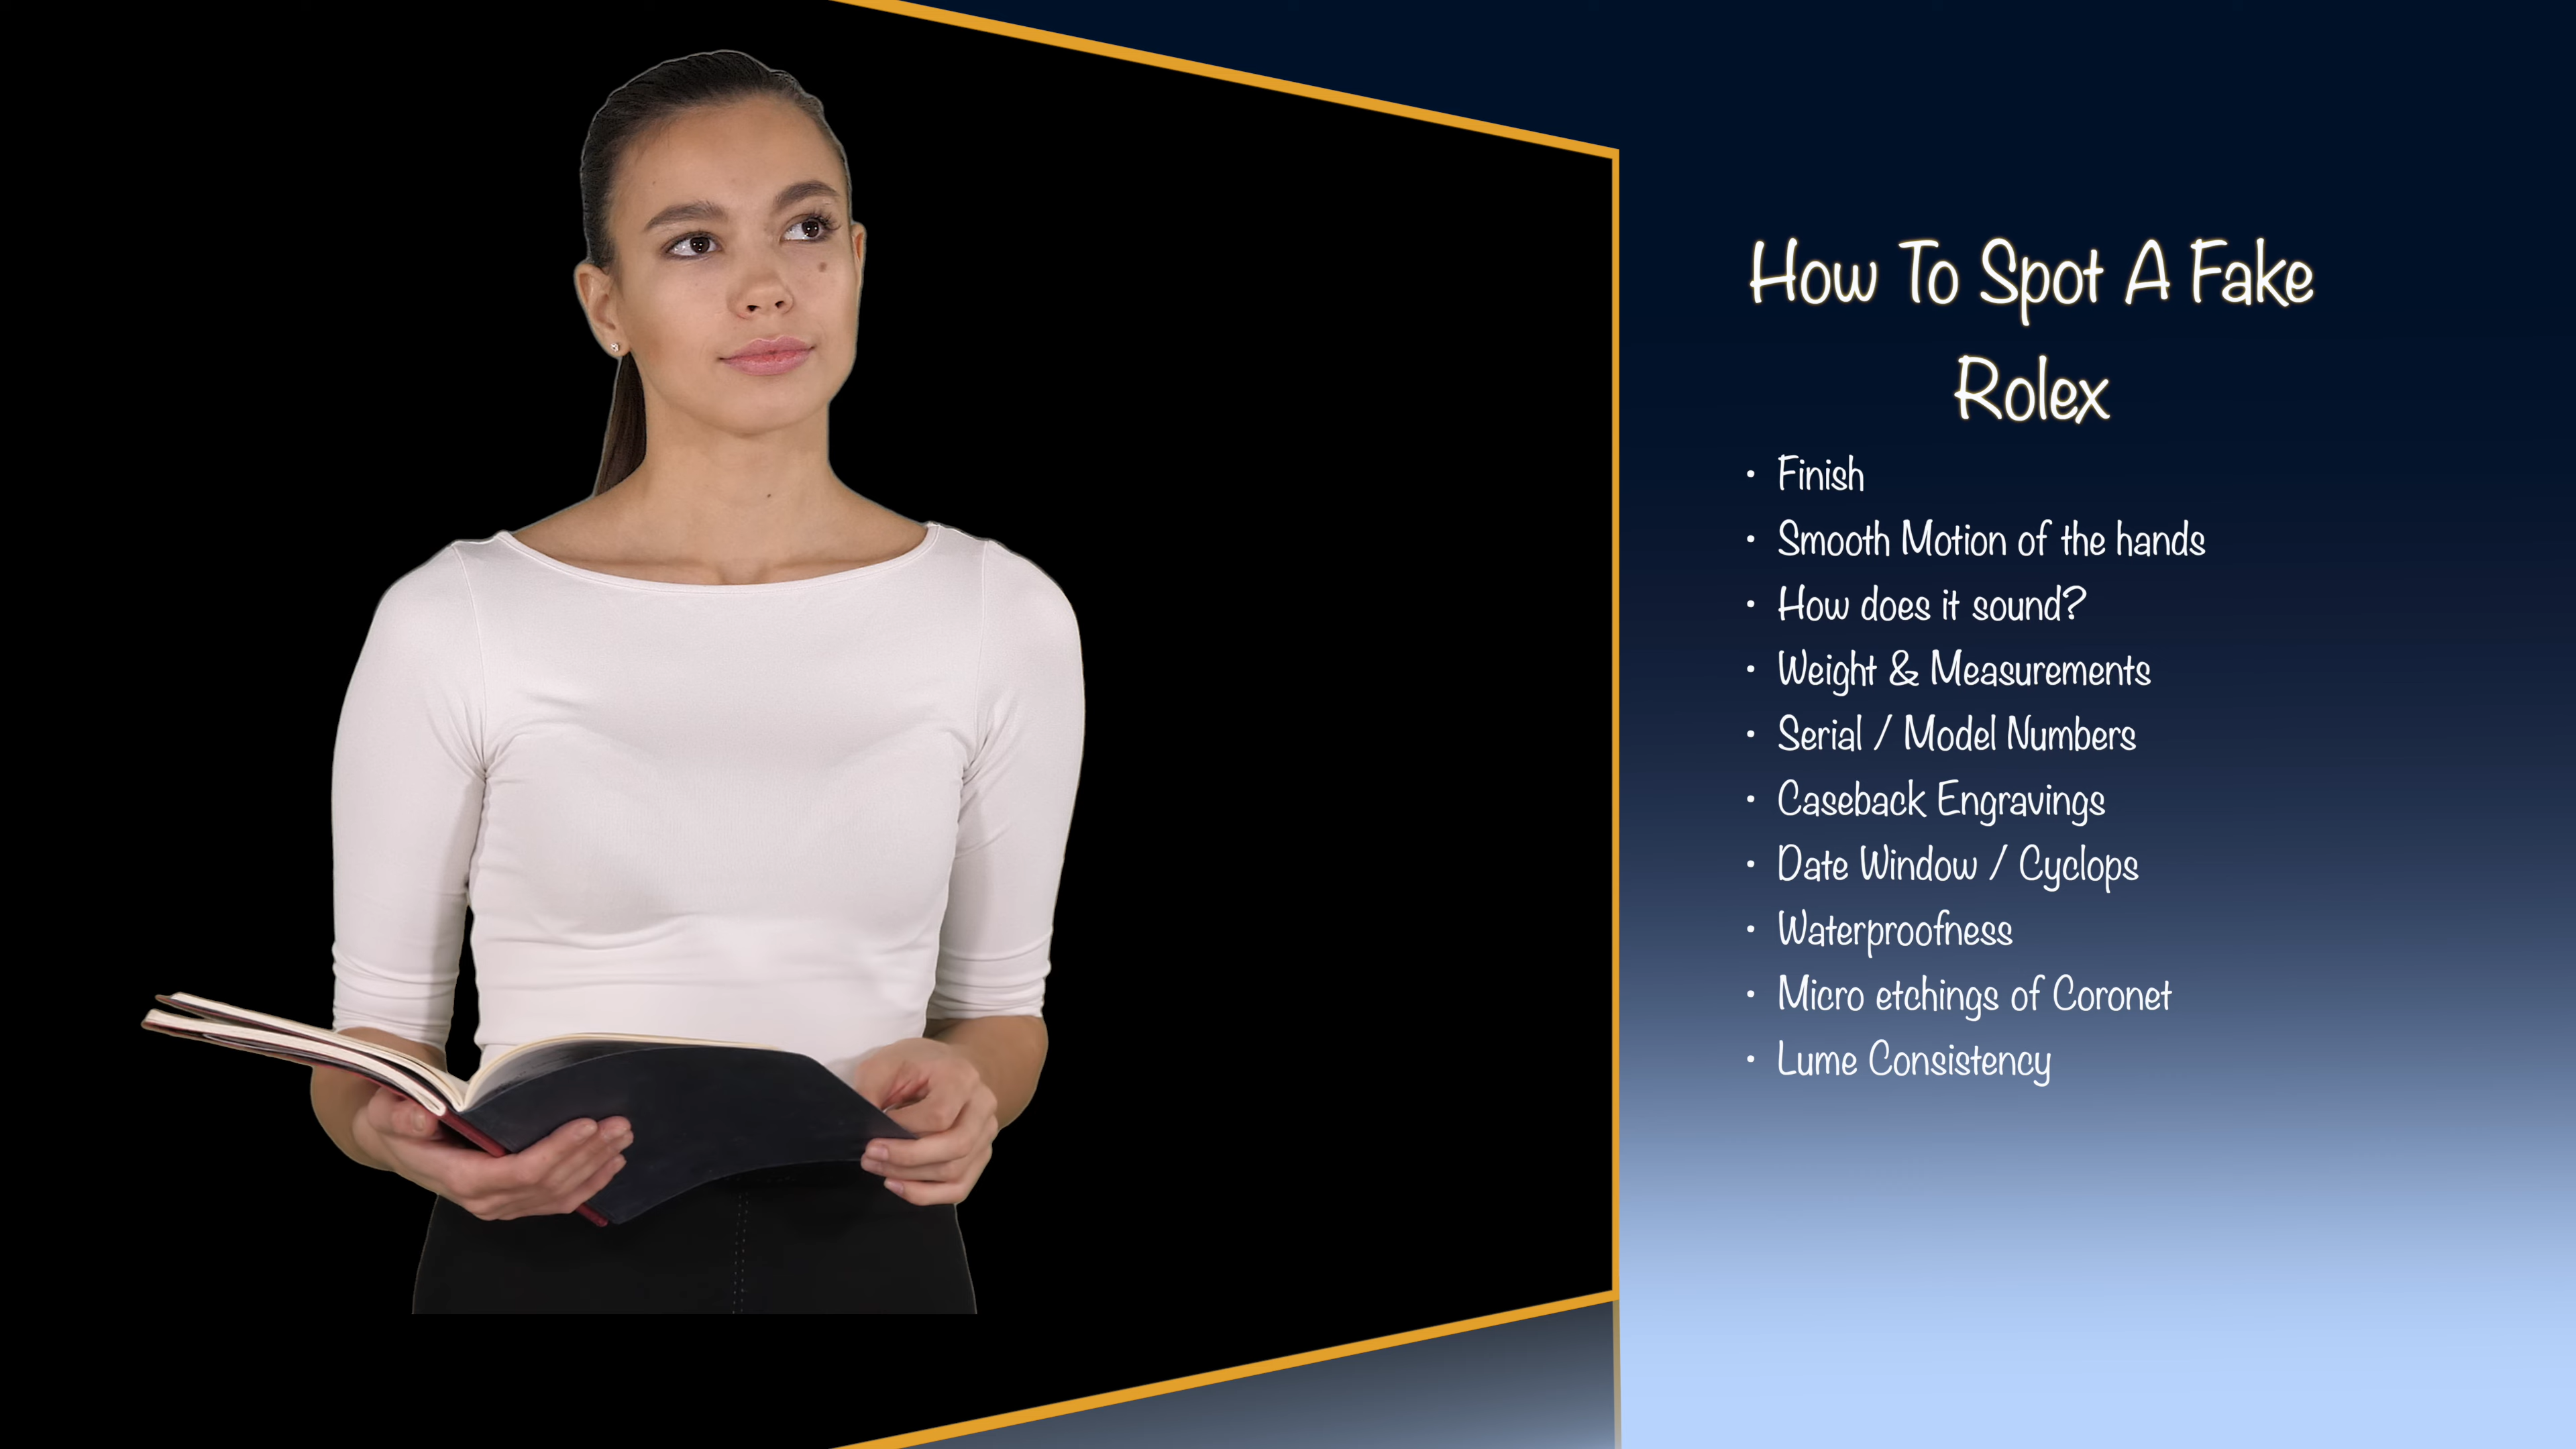 How To Spot A Fake
Rolex
• Finish
• Smooth Motion of the hands
• How does it sound?
• Weight & Measurements
• Serial / Model Numbers
• Caseback Engravings
• Date Window / Cyclops
• Waterproofness
• Micro etchings of Coronet
• Lume Consistency